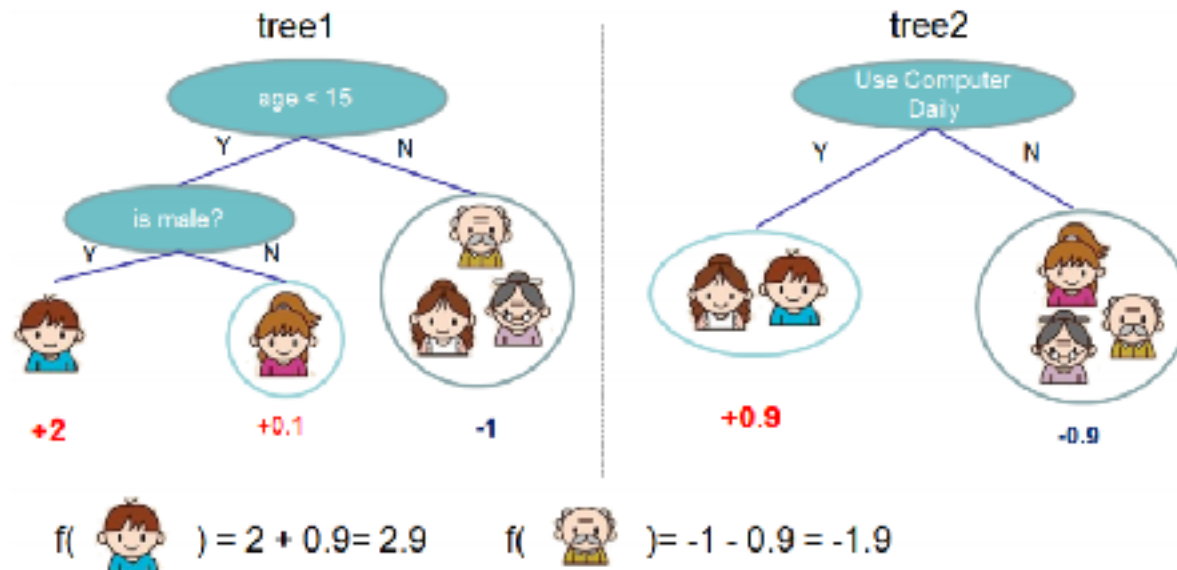 tree1
age < 15
Y
N
is male?
Y
N
+2
+0.1
-1
tree2
Use Computer
Daily
Y
N
+0.9
-0.9
f( ) = 2 + 0.9= 2.9
f( )= -1 - 0.9 = -1.9